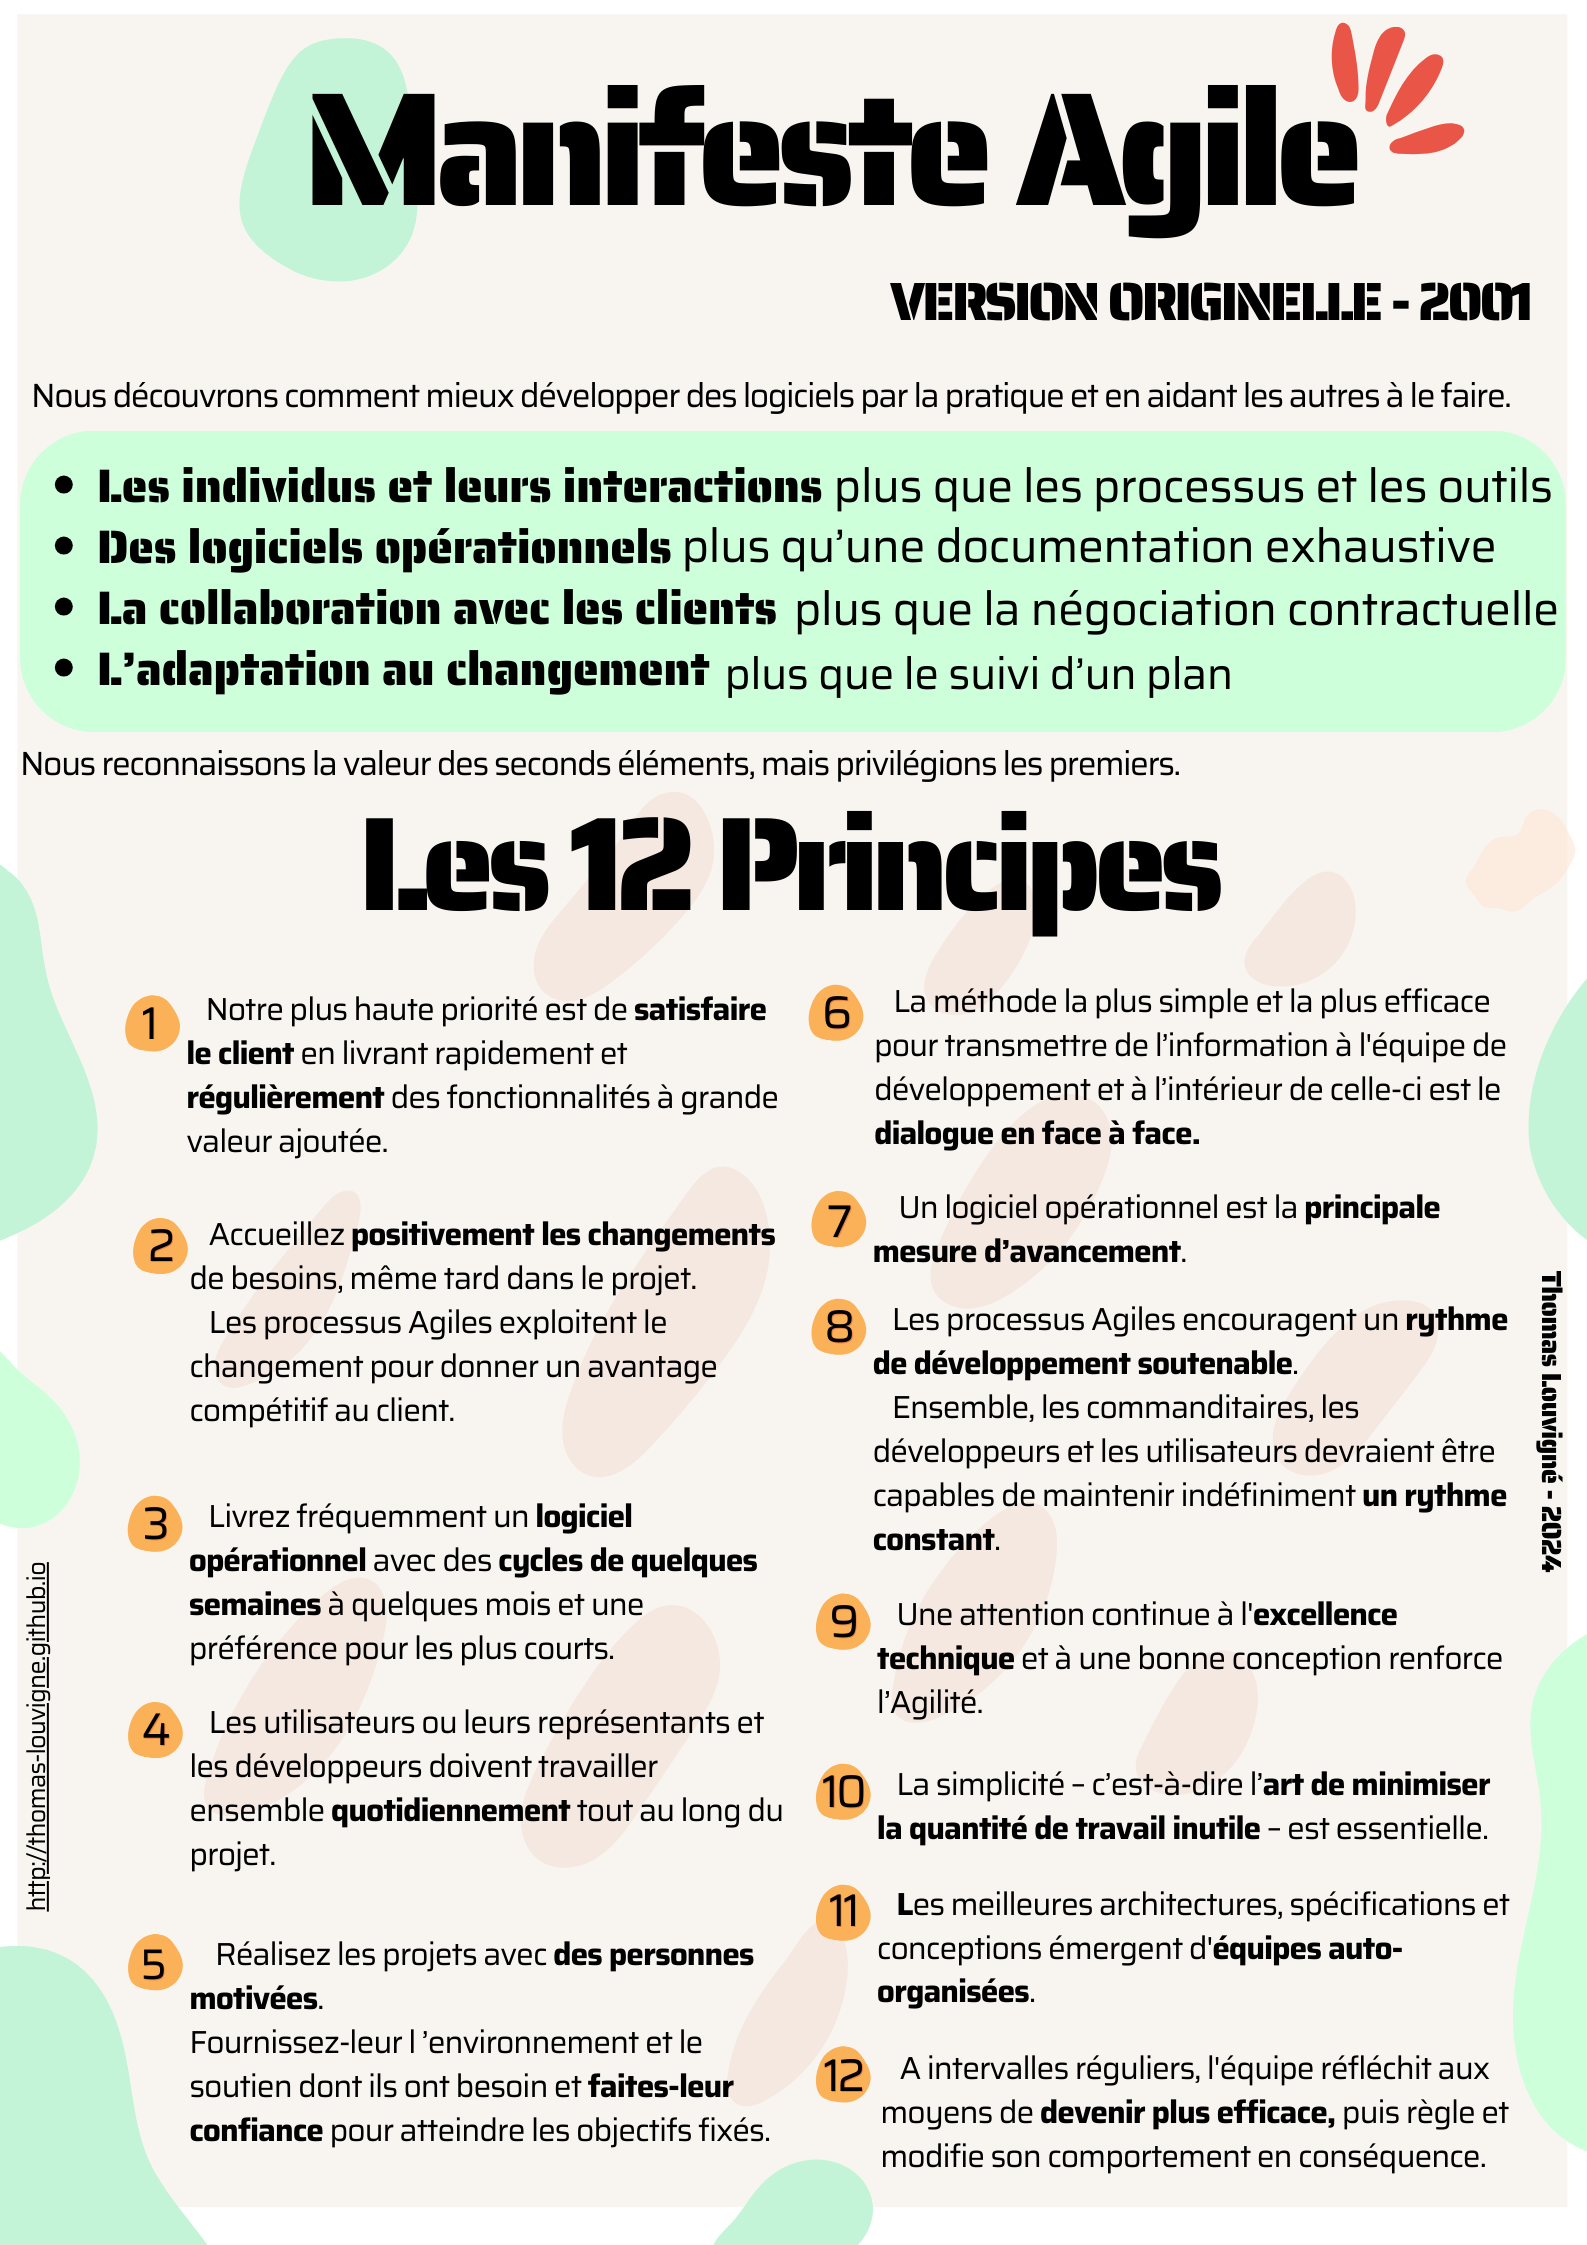 Manifeste Agile
VERSION ORIGINELLE - 2001
Nous découvrons comment mieux développer des logiciels par la pratique et en aidant les autres à le faire.
• Les individus et leurs interactions plus que les processus et les outils
• Des logiciels opérationnels plus qu’une documentation exhaustive
• La collaboration avec les clients plus que la négociation contractuelle
• L’adaptation au changement plus que le suivi d’un plan
Nous reconnaissons la valeur des seconds éléments, mais privilégions les premiers.
Les 12 Principes
1 Notre plus haute priorité est de satisfaire
le client en livrant rapidement et
régulièrement des fonctionnalités à grande
valeur ajoutée.
2 Accueillez positivement les changements
de besoins, même tard dans le projet.
Les processus Agiles exploitent le
changement pour donner un avantage
compétitif au client.
3 Livrez fréquemment un logiciel
opérationnel avec des cycles de quelques
semaines à quelques mois et une
préférence pour les plus courts.
4 Les utilisateurs ou leurs représentants et
les développeurs doivent travailler
ensemble quotidiennement tout au long du
projet.
5 Réalisez les projets avec des personnes
motivées.
Fournissez-leur l ’environnement et le
soutien dont ils ont besoin et faites-leur
confiance pour atteindre les objectifs fixés.
6 La méthode la plus simple et la plus efficace
pour transmettre de l’information à l'équipe de
développement et à l’intérieur de celle-ci est le
dialogue en face à face.
7 Un logiciel opérationnel est la principale
mesure d’avancement.
8 Les processus Agiles encouragent un rythme
de développement soutenable.
Ensemble, les commanditaires, les
développeurs et les utilisateurs devraient être
capables de maintenir indéfiniment un rythme
constant.
9 Une attention continue à l'excellence
technique et à une bonne conception renforce
l’Agilité.
10 La simplicité – c’est-à-dire l’art de minimiser
la quantité de travail inutile – est essentielle.
11 Les meilleures architectures, spécifications et
conceptions émergent d'équipes auto-
organisées.
12 A intervalles réguliers, l'équipe réfléchit aux
moyens de devenir plus efficace, puis règle et
modifie son comportement en conséquence.
Thomas Louvigné - 2024
http://thomas-louvigne.github.io